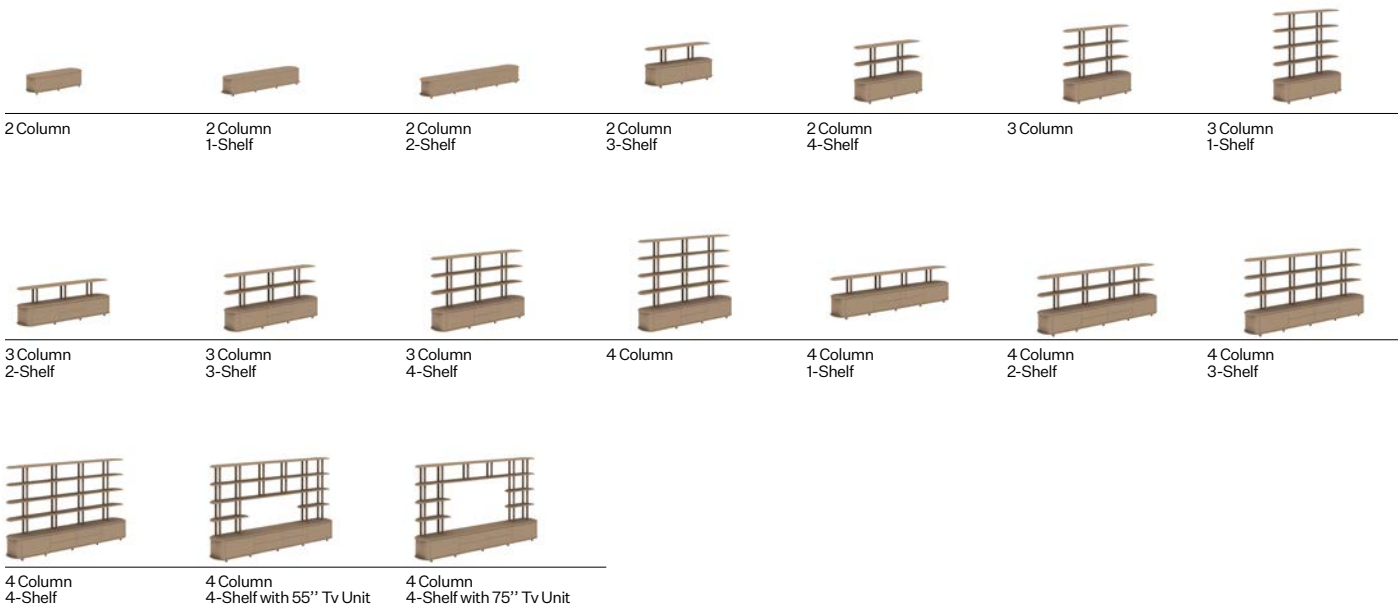 2 Column
2 Column
1-Shelf
2 Column
2-Shelf
2 Column
3-Shelf
2 Column
4-Shelf
3 Column
3 Column
1-Shelf
3 Column
2-Shelf
3 Column
3-Shelf
3 Column
4-Shelf
4 Column
4 Column
1-Shelf
4 Column
2-Shelf
4 Column
3-Shelf
4 Column
4-Shelf
4 Column
4-Shelf with 55’’ Tv Unit
4 Column
4-Shelf with 75’’ Tv Unit